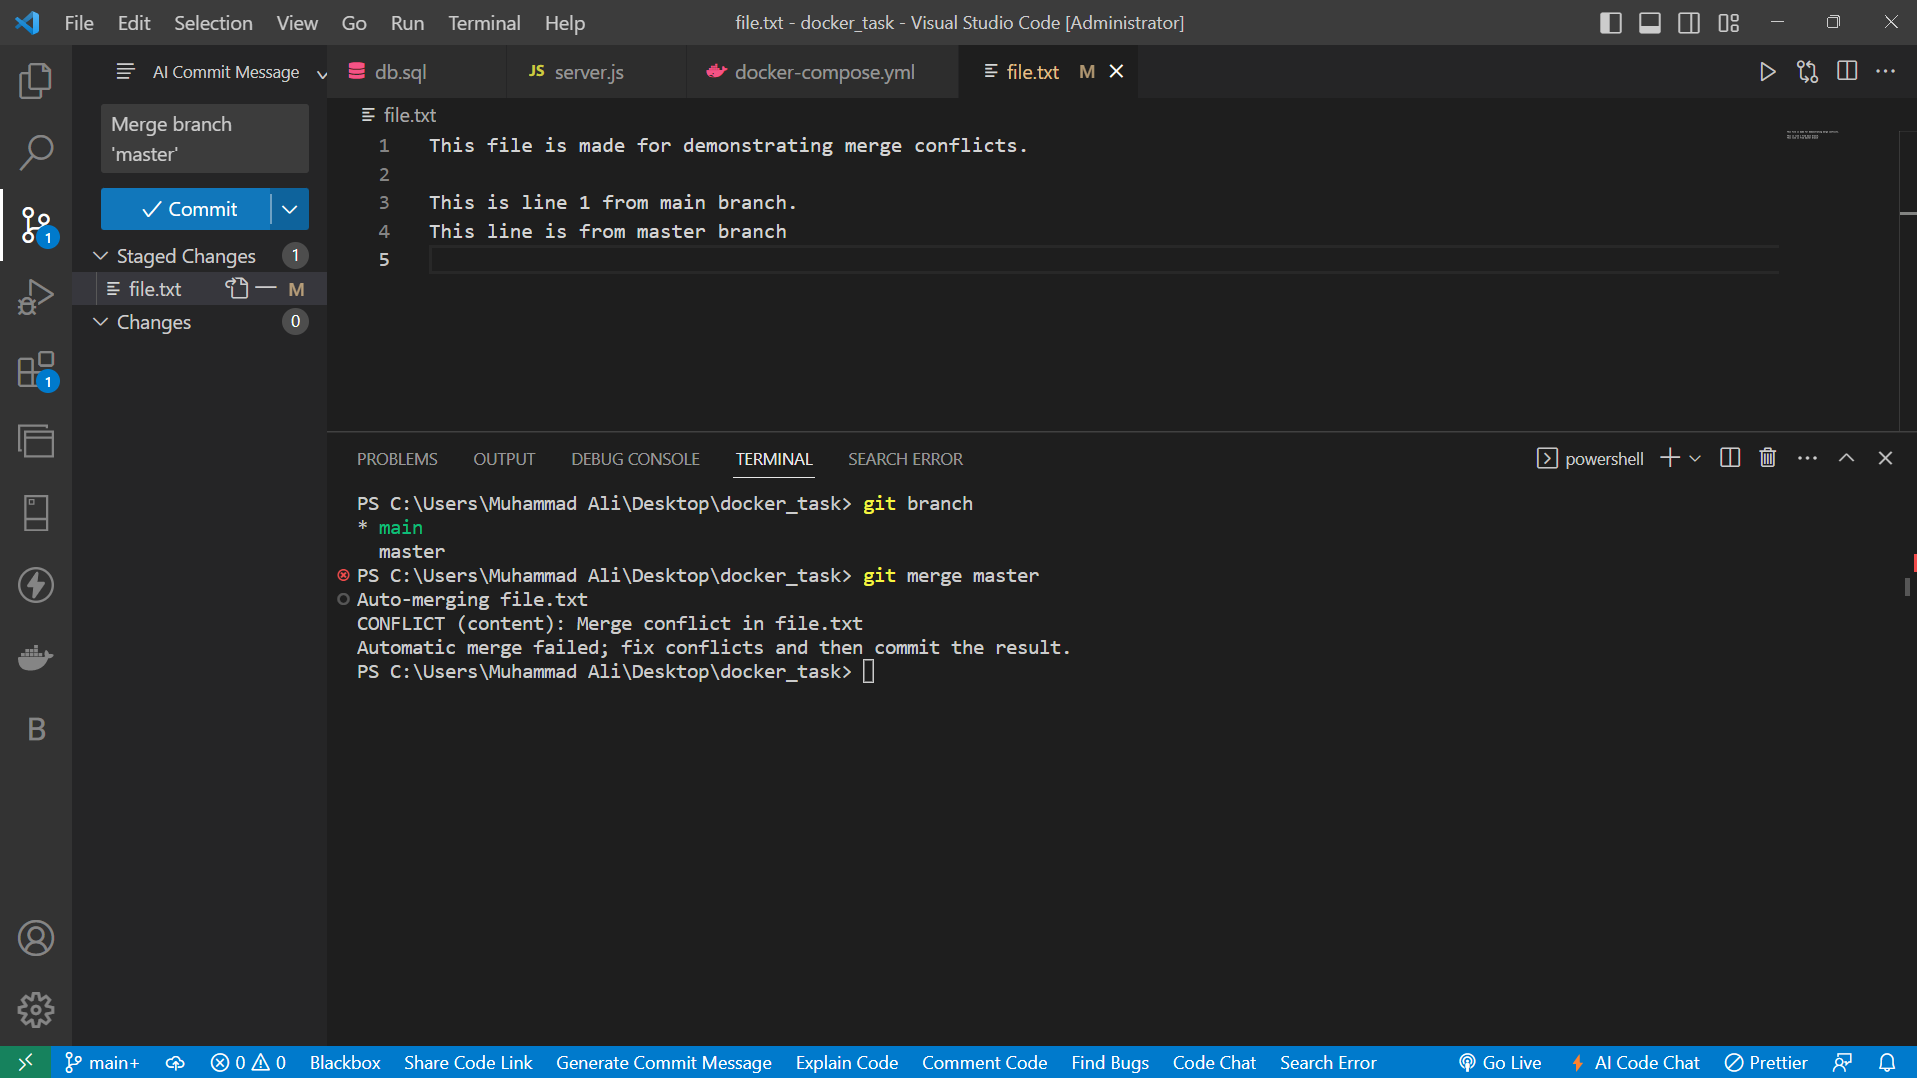 File Edit Selection View Go Run Terminal Help
file.txt - docker_task - Visual Studio Code [Administrator]
AI Commit Message
db.sql
JS server.js
docker-compose.yml
file.txt M
Merge branch
'master'
Commit
Staged Changes 1
file.txt M
Changes 0
1
1
B
file.txt
1 This file is made for demonstrating merge conflicts.
2
3 This is line 1 from main branch.
4 This line is from master branch
5
PROBLEMS OUTPUT DEBUG CONSOLE TERMINAL SEARCH ERROR
powershell
PS C:\Users\Muhammad Ali\Desktop\docker_task> git branch
* main
master
PS C:\Users\Muhammad Ali\Desktop\docker_task> git merge master
Auto-merging file.txt
CONFLICT (content): Merge conflict in file.txt
Automatic merge failed; fix conflicts and then commit the result.
PS C:\Users\Muhammad Ali\Desktop\docker_task>
main+ 0 0 Blackbox Share Code Link Generate Commit Message Explain Code Comment Code Find Bugs Code Chat Search Error Go Live AI Code Chat Prettier